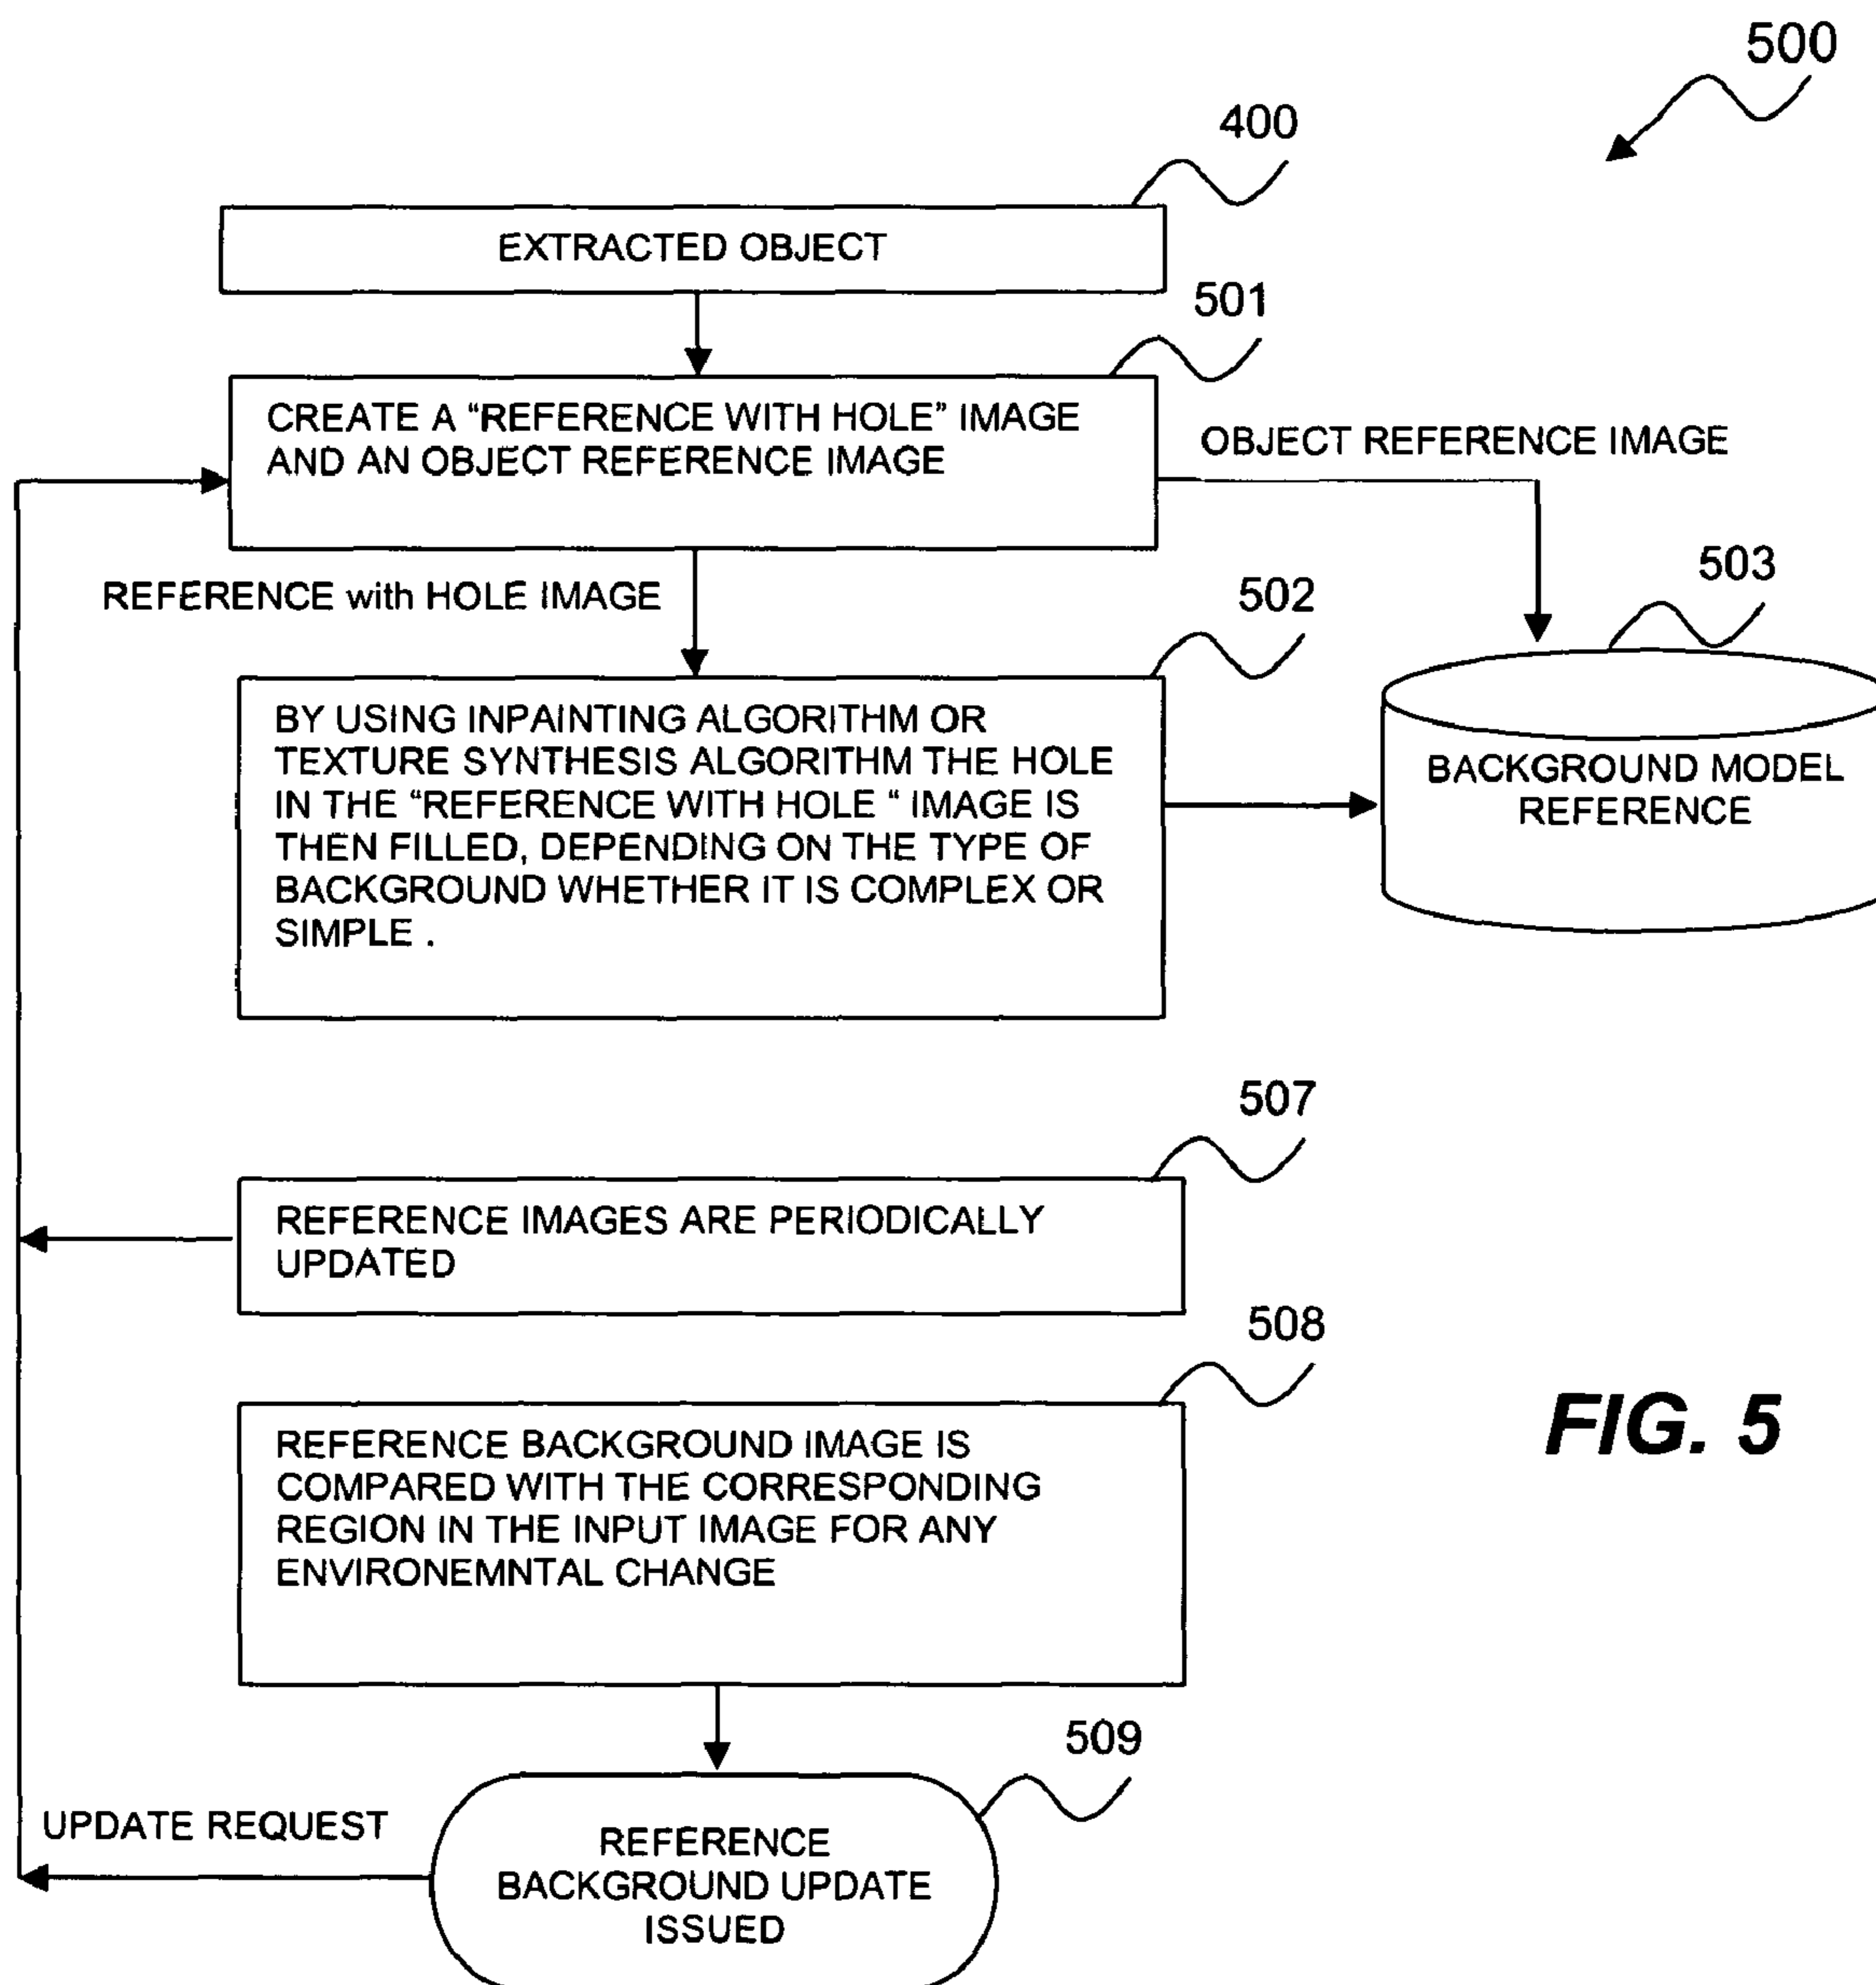 500
400
EXTRACTED OBJECT
501
CREATE A “REFERENCE WITH HOLE” IMAGE
AND AN OBJECT REFERENCE IMAGE
OBJECT REFERENCE IMAGE
REFERENCE with HOLE IMAGE
502
503
BY USING INPAINTING ALGORITHM OR
TEXTURE SYNTHESIS ALGORITHM THE HOLE
IN THE “REFERENCE WITH HOLE “ IMAGE IS
THEN FILLED, DEPENDING ON THE TYPE OF
BACKGROUND WHETHER IT IS COMPLEX OR
SIMPLE .
BACKGROUND MODEL
REFERENCE
507
REFERENCE IMAGES ARE PERIODICALLY
UPDATED
508
REFERENCE BACKGROUND IMAGE IS
COMPARED WITH THE CORRESPONDING
REGION IN THE INPUT IMAGE FOR ANY
ENVIRONEMNTAL CHANGE
FIG. 5
509
UPDATE REQUEST
REFERENCE
BACKGROUND UPDATE
ISSUED